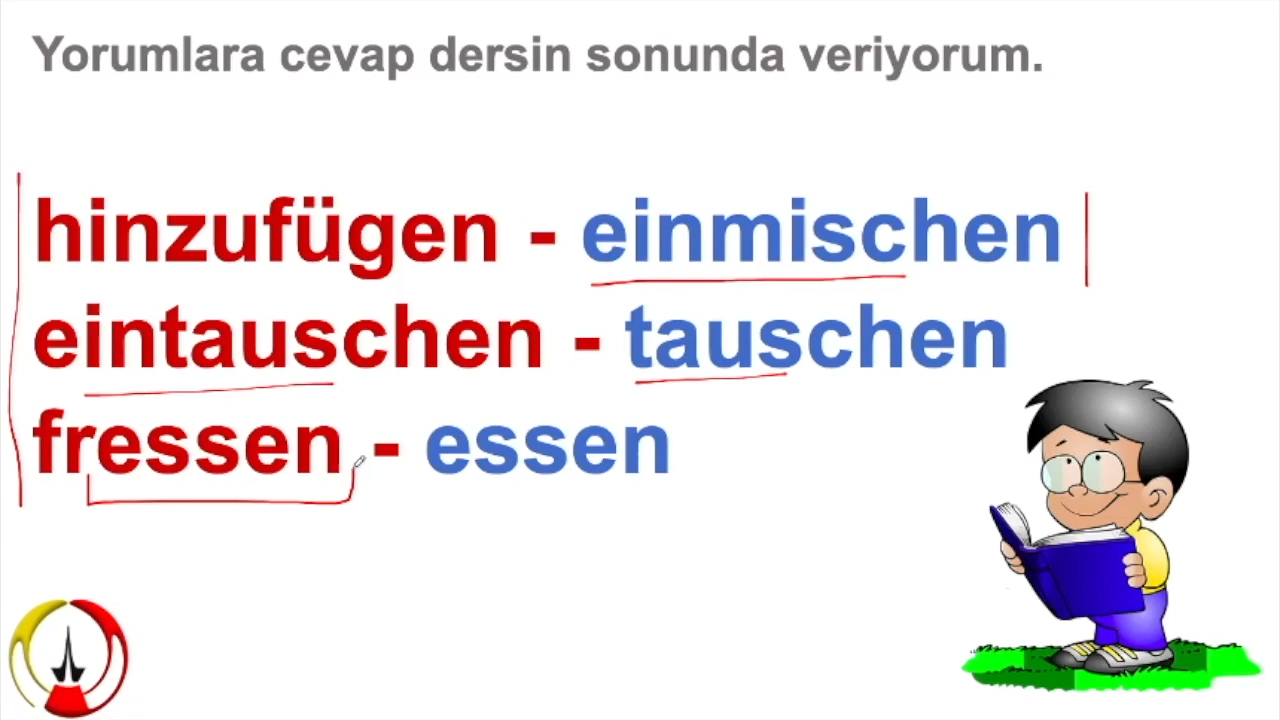 Yorumlara cevap dersin sonunda veriyorum.
hinzufügen - einmischen
eintauschen - tauschen
fressen - essen